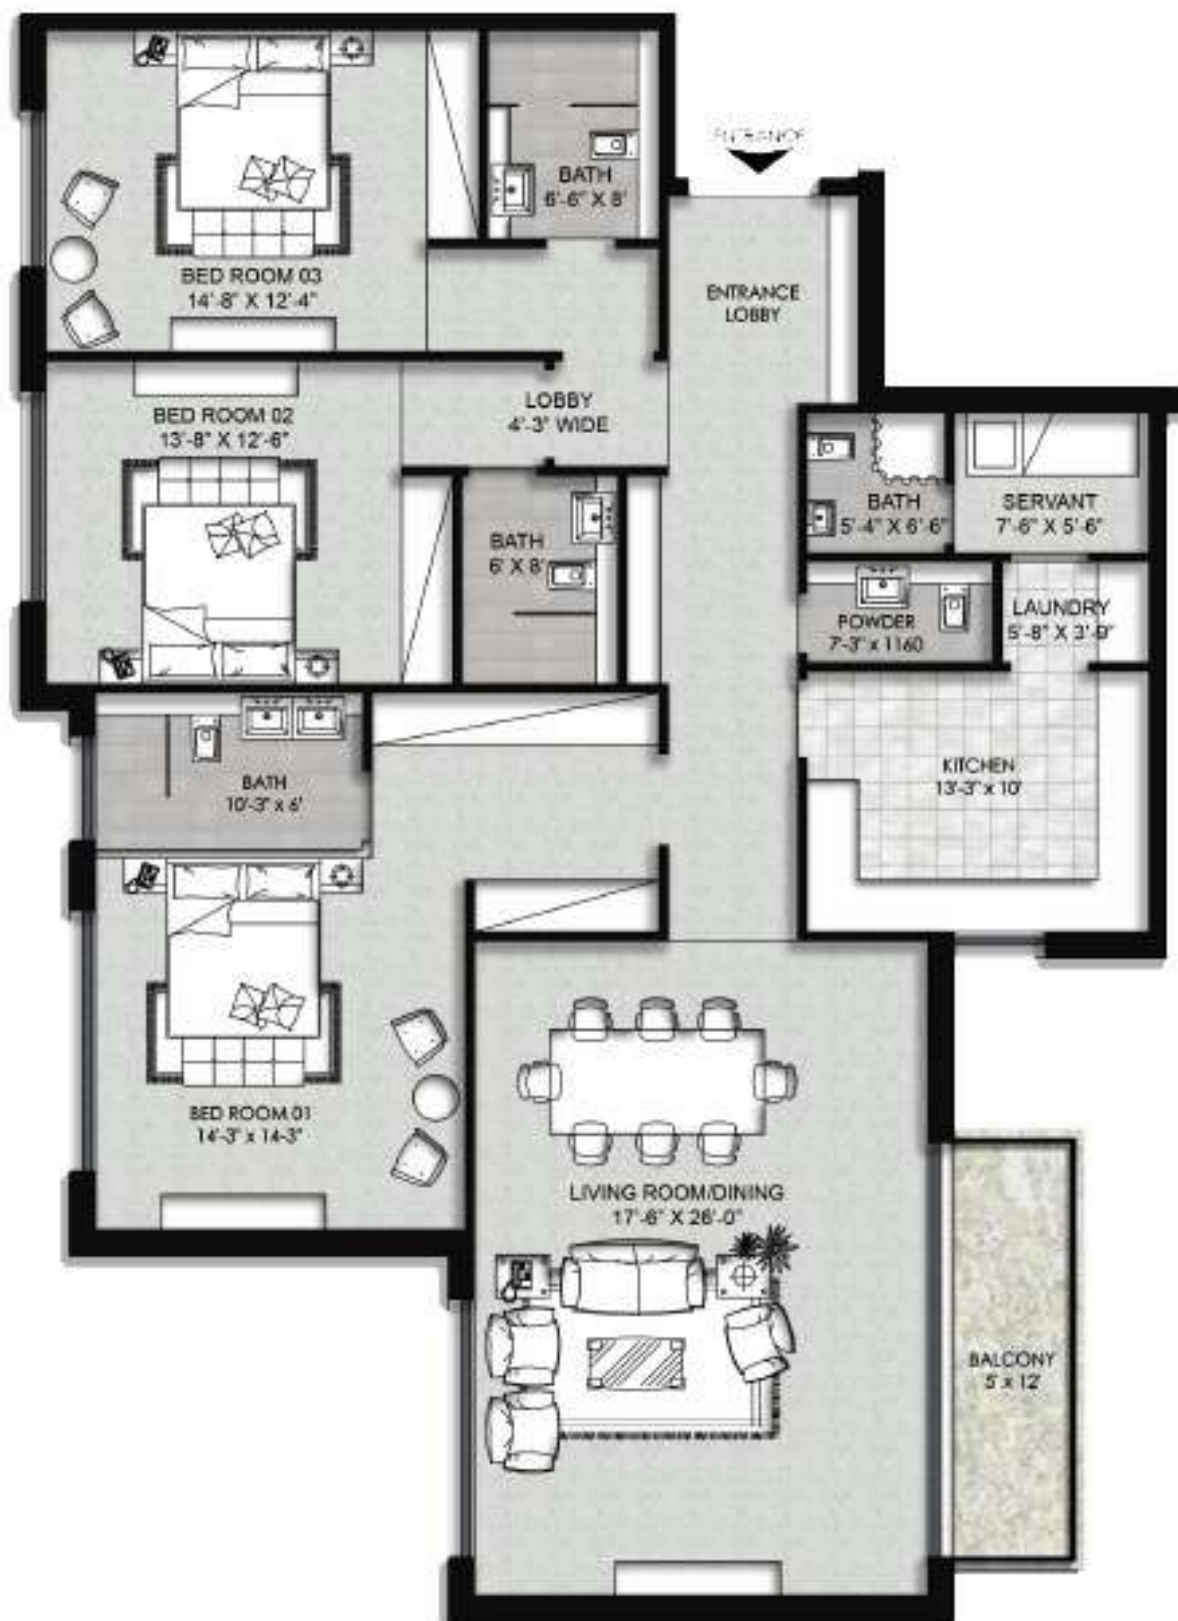 ENTRANCE
BATH
6'-6" X 8'
BED ROOM 03
14'-8" X 12'-4"
ENTRANCE
LOBBY
LOBBY
4'-3" WIDE
BED ROOM 02
13'-8" X 12'-6"
BATH
5'-4" X 6'-6"
SERVANT
7'-6" X 5'-6"
BATH
6' X 8'
POWDER
7'-3" x 1160
LAUNDRY
5'-8" X 3'-9"
BATH
10'-3" x 6'
KITCHEN
13'-3" x 10'
BED ROOM 01
14'-3" x 14'-3"
LIVING ROOM/DINING
17'-6" X 26'-0"
BALCONY
5' x 12'